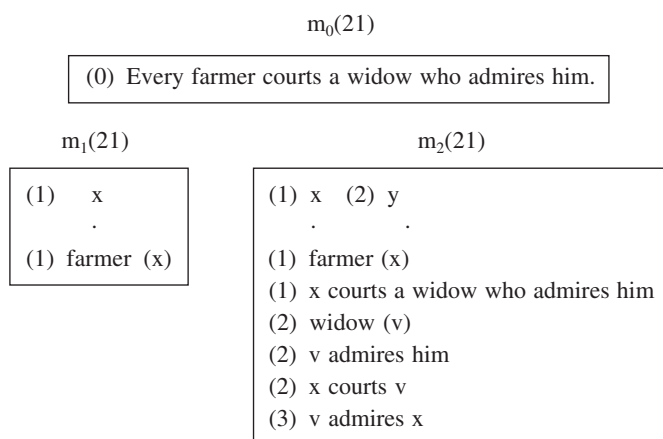 m₀(21)
(0) Every farmer courts a widow who admires him.
m₁(21)
(1) x
.
(1) farmer (x)
m₂(21)
(1) x (2) y
. .
(1) farmer (x)
(1) x courts a widow who admires him
(2) widow (v)
(2) v admires him
(2) x courts v
(3) v admires x